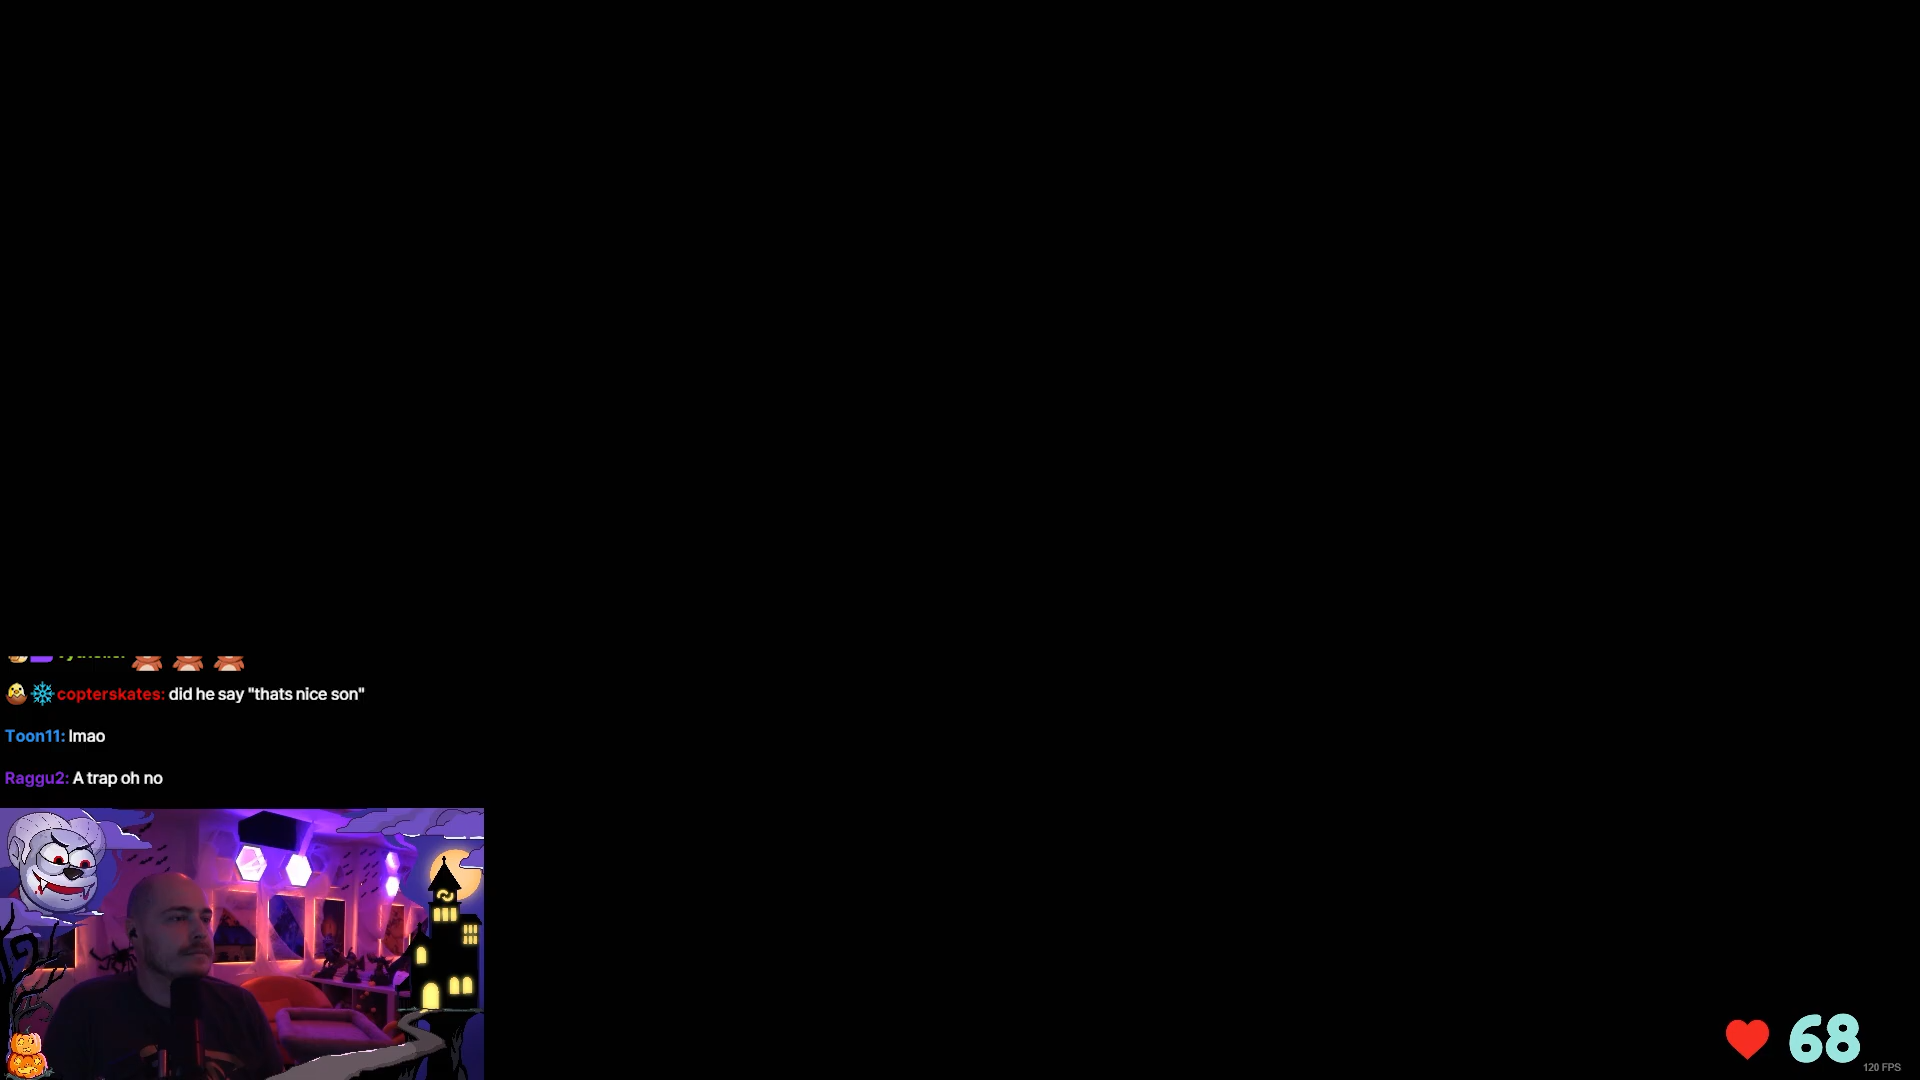 copterskates: did he say "thats nice son"
Toon11: lmao
Raggu2: A trap oh no
68
120 FPS